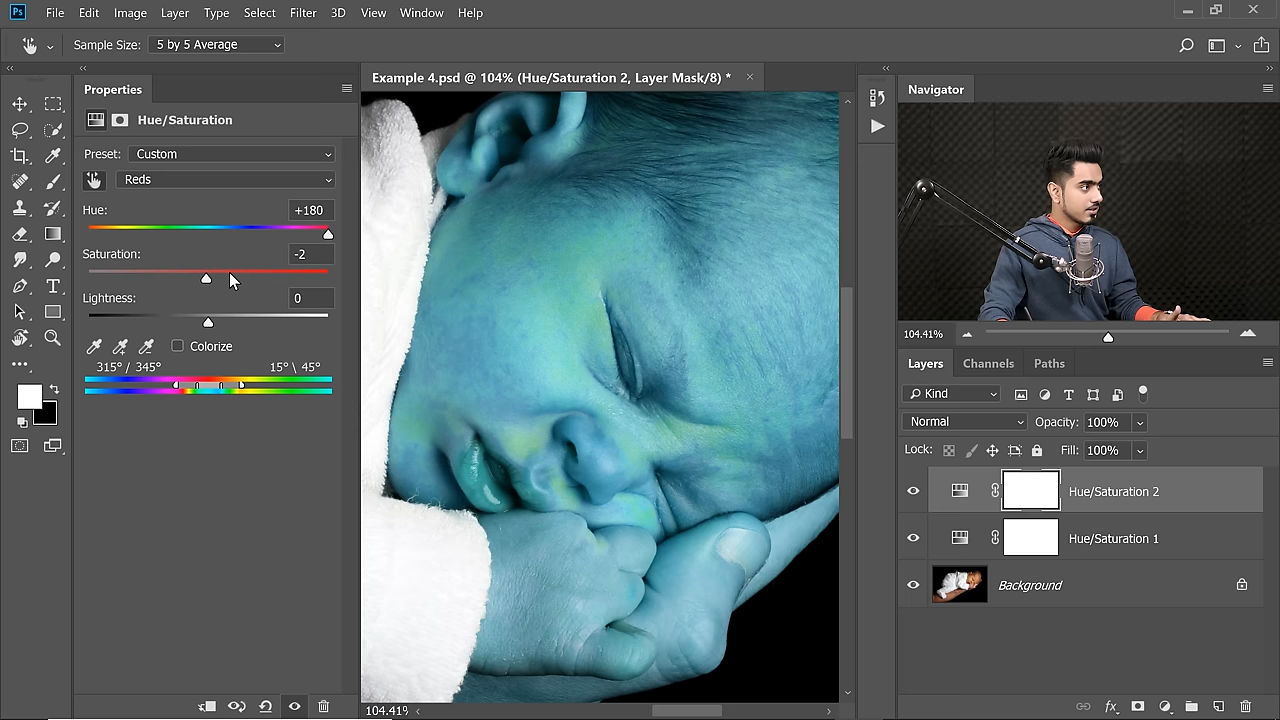 Ps File Edit Image Layer Type Select Filter 3D View Window Help
Sample Size: 5 by 5 Average
Properties
Example 4.psd @ 104% (Hue/Saturation 2, Layer Mask/8) *
Navigator
Hue/Saturation
Preset: Custom
Reds
Hue: +180
Saturation: -2
Lightness: 0
Colorize
315° / 345° 15° \ 45°
104.41%
Layers Channels Paths
Kind
Normal Opacity: 100%
Lock: Fill: 100%
Hue/Saturation 2
Hue/Saturation 1
Background
104.41%
fx